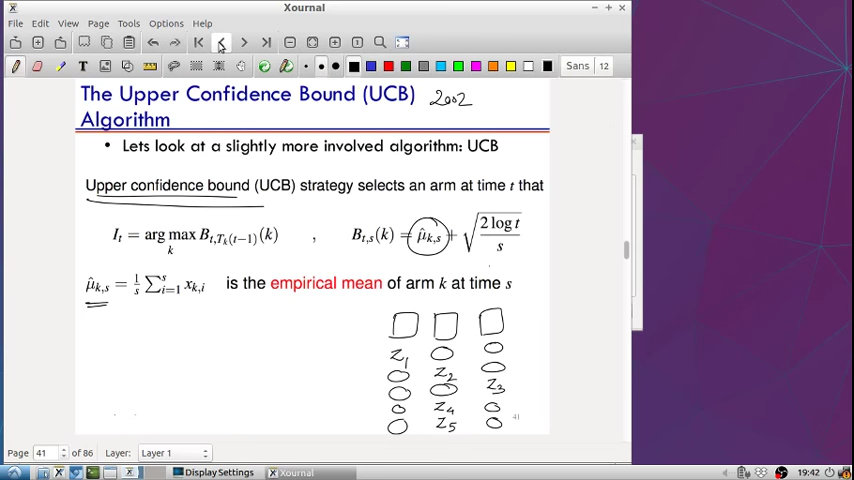 Xournal
File Edit View Page Tools Options Help
Sans 12
The Upper Confidence Bound (UCB) 2002
Algorithm
• Lets look at a slightly more involved algorithm: UCB
Upper confidence bound (UCB) strategy selects an arm at time t that
I_t = arg max_k B_{t,T_k(t−1)}(k) , B_{t,s}(k) = μ̂_{k,s} + √(2 log t / s)
μ̂_{k,s} = 1/s ∑_{i=1}^{s} x_{k,i} is the empirical mean of arm k at time s
Z1 O O
O Z2 O
O O Z3
O Z4 O
O Z5 O
41
Page 41 of 86 Layer: Layer 1
Display Settings Xournal 19:42